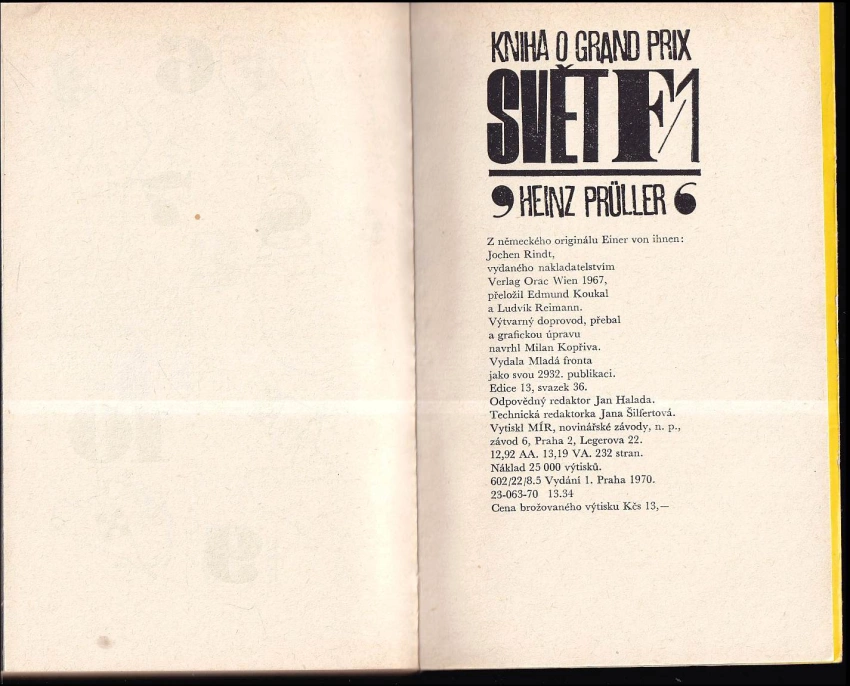 KNIHA O GRAND PRIX
SVĚT F/1
HEINZ PRÜLLER
Z německého originálu Einer von ihnen:
Jochen Rindt,
vydaného nakladatelstvím
Verlag Orac Wien 1967,
přeložil Edmund Koukal
a Ludvík Reimann.
Výtvarný doprovod, přebal
a grafickou úpravu
navrhl Milan Kopřiva.
Vydala Mladá fronta
jako svou 2932. publikaci.
Edice 13, svazek 36.
Odpovědný redaktor Jan Halada.
Technická redaktorka Jana Šilfertová.
Vytiskl MÍR, novinářské závody, n. p.,
závod 6, Praha 2, Legerova 22.
12,92 AA. 13,19 VA. 232 stran.
Náklad 25 000 výtisků.
602/22/8.5 Vydání 1. Praha 1970.
23-063-70 13.34
Cena brožovaného výtisku Kčs 13,—